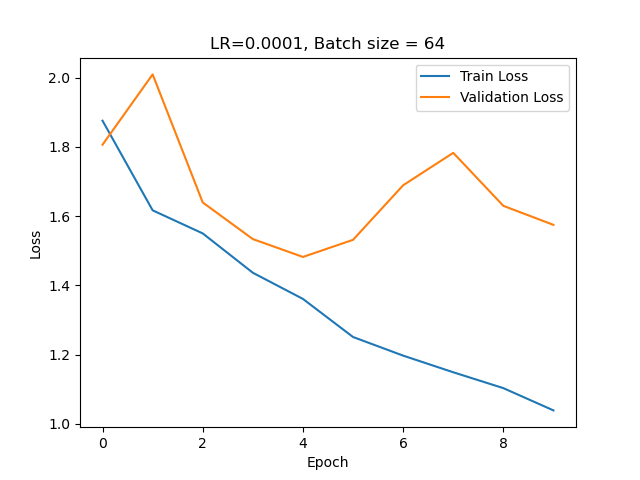 LR=0.0001, Batch size = 64
Train Loss
Validation Loss
2.0
1.8
1.6
1.4
1.2
1.0
Loss
0
2
4
6
8
Epoch